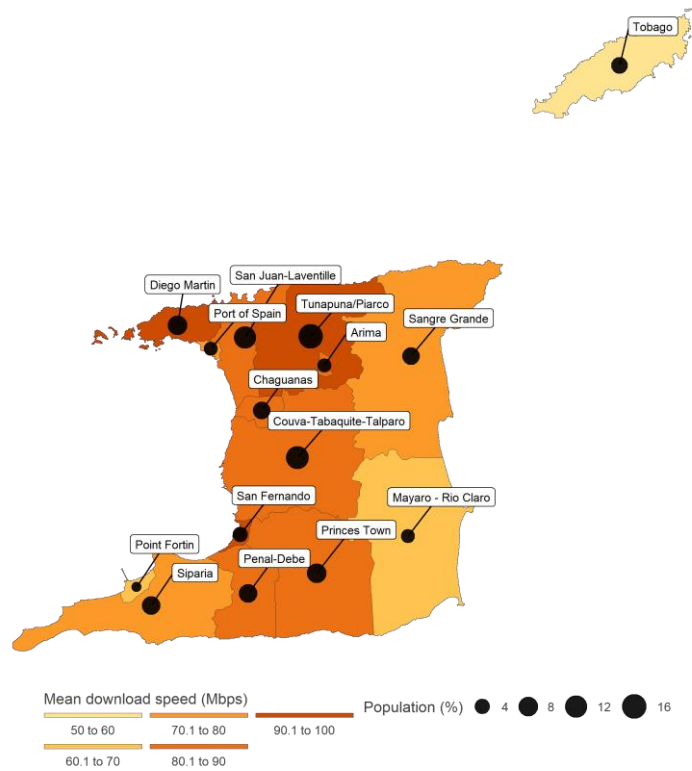 Tobago
San Juan-Laventille
Diego Martin
Tunapuna/Piarco
Port of Spain
Sangre Grande
Arima
Chaguanas
Couva-Tabaquite-Talparo
San Fernando
Mayaro - Rio Claro
Princes Town
Point Fortin
Penal-Debe
Siparia
Mean download speed (Mbps)
50 to 60
70.1 to 80
90.1 to 100
60.1 to 70
80.1 to 90
Population (%) 4 8 12 16